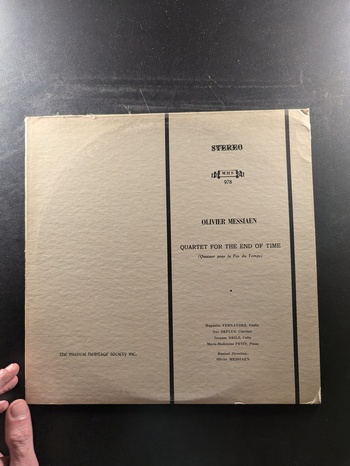 STEREO
MHS
978
OLIVIER MESSIAEN
QUARTET FOR THE END OF TIME
(Quatuor pour la Fin du Temps)
Huguette FERNANDEZ, Violin
Guy DEPLUS, Clarinet
Jacques NEILZ, Cello
Marie-Madeleine PETIT, Piano
Musical Direction:
Olivier MESSIAEN
the musical heritage society inc.